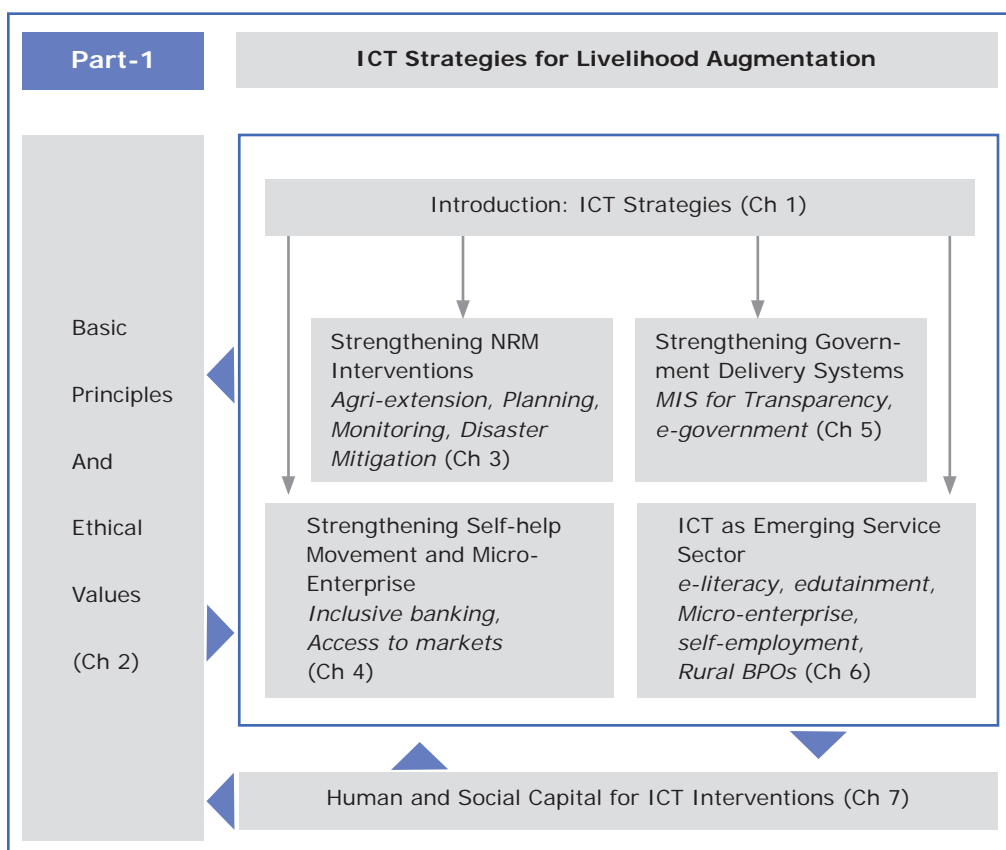 Part-1
ICT Strategies for Livelihood Augmentation
Basic
Principles
And
Ethical
Values
(Ch 2)
Introduction: ICT Strategies (Ch 1)
Strengthening NRM
Interventions
Agri-extension, Planning,
Monitoring, Disaster
Mitigation (Ch 3)
Strengthening Govern-
ment Delivery Systems
MIS for Transparency,
e-government (Ch 5)
Strengthening Self-help
Movement and Micro-
Enterprise
Inclusive banking,
Access to markets
(Ch 4)
ICT as Emerging Service
Sector
e-literacy, edutainment,
Micro-enterprise,
self-employment,
Rural BPOs (Ch 6)
Human and Social Capital for ICT Interventions (Ch 7)